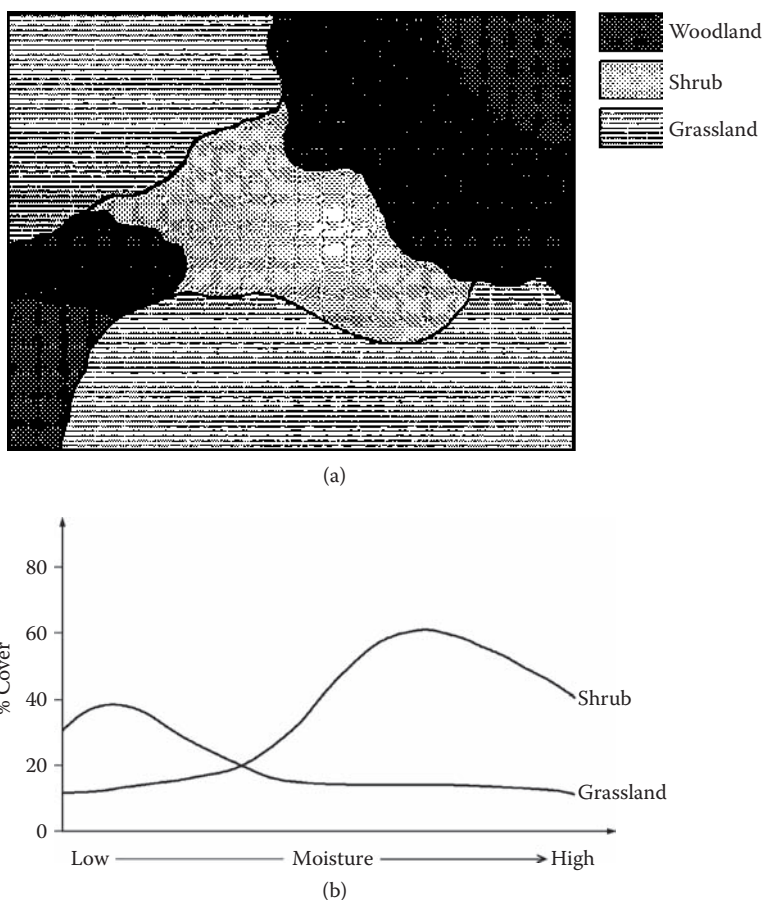 Woodland
Shrub
Grassland
(a)
80
60
40
20
0
% Cover
Shrub
Grassland
Low Moisture High
(b)